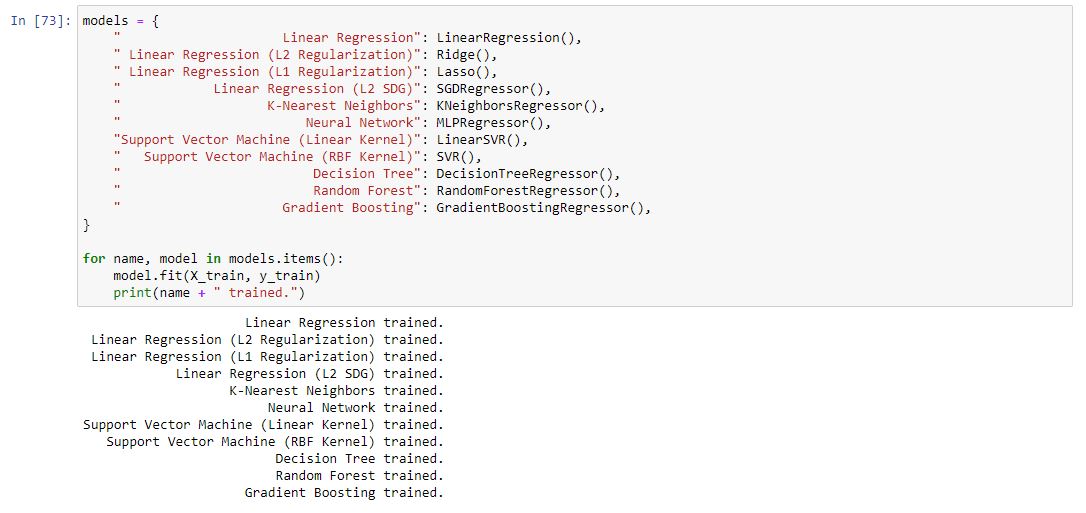 In [73]: models = {
    "                     Linear Regression": LinearRegression(),
    " Linear Regression (L2 Regularization)": Ridge(),
    " Linear Regression (L1 Regularization)": Lasso(),
    "            Linear Regression (L2 SDG)": SGDRegressor(),
    "                   K-Nearest Neighbors": KNeighborsRegressor(),
    "                        Neural Network": MLPRegressor(),
    "Support Vector Machine (Linear Kernel)": LinearSVR(),
    "   Support Vector Machine (RBF Kernel)": SVR(),
    "                         Decision Tree": DecisionTreeRegressor(),
    "                         Random Forest": RandomForestRegressor(),
    "                     Gradient Boosting": GradientBoostingRegressor(),
}
for name, model in models.items():
    model.fit(X_train, y_train)
    print(name + " trained.")
                     Linear Regression trained.
 Linear Regression (L2 Regularization) trained.
 Linear Regression (L1 Regularization) trained.
            Linear Regression (L2 SDG) trained.
                   K-Nearest Neighbors trained.
                        Neural Network trained.
Support Vector Machine (Linear Kernel) trained.
   Support Vector Machine (RBF Kernel) trained.
                         Decision Tree trained.
                         Random Forest trained.
                     Gradient Boosting trained.